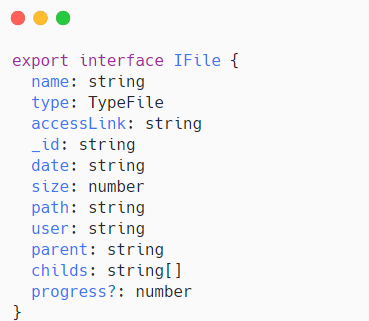 export interface IFile {
  name: string
  type: TypeFile
  accessLink: string
  _id: string
  date: string
  size: number
  path: string
  user: string
  parent: string
  childs: string[]
  progress?: number
}